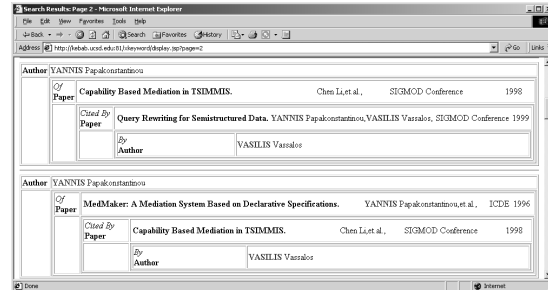 Search Results: Page 2 - Microsoft Internet Explorer
File Edit View Favorites Tools Help
Back Search Favorites History
Address http://kebab.ucsd.edu:81/xkeyword/display.jsp?page=2 Go Links
Author YANNIS Papakonstantinou
Of Paper Capability Based Mediation in TSIMMIS. Chen Li,et.al., SIGMOD Conference 1998
Cited By Paper Query Rewriting for Semistructured Data. YANNIS Papakonstantinou,VASILIS Vassalos, SIGMOD Conference 1999
By Author VASILIS Vassalos
Author YANNIS Papakonstantinou
Of Paper MedMaker: A Mediation System Based on Declarative Specifications. YANNIS Papakonstantinou,et.al., ICDE 1996
Cited By Paper Capability Based Mediation in TSIMMIS. Chen Li,et.al., SIGMOD Conference 1998
By Author VASILIS Vassalos
Done Internet